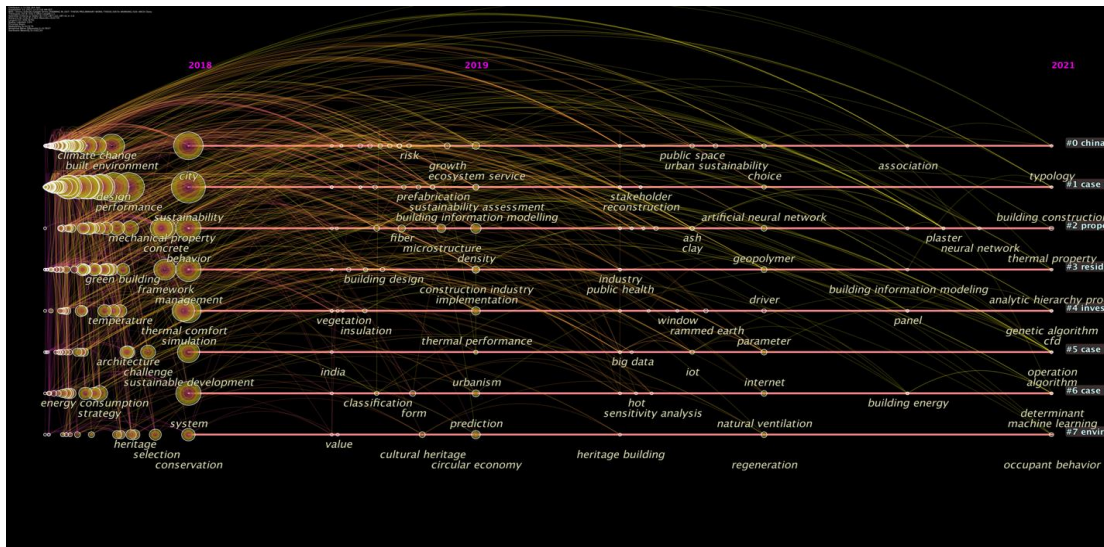 2018 2019 2021
#0 china
climate change risk public space
built environment growth urban sustainability association
ecosystem service
city choice typology
#1 case
design prefabrication stakeholder
performance sustainability assessment reconstruction
sustainability building information modelling artificial neural network building construction
#2 prope
mechanical property fiber ash plaster
concrete microstructure clay neural network
behavior density geopolymer thermal property
#3 resid
green building building design industry
framework construction industry public health building information modeling
management implementation driver analytic hierarchy pro
#4 inves
temperature vegetation window panel
thermal comfort insulation rammed earth genetic algorithm
simulation thermal performance parameter cfd
#5 case
architecture big data
challenge india iot operation
sustainable development urbanism internet algorithm
#6 case
energy consumption classification hot building energy
strategy form sensitivity analysis determinant
system prediction natural ventilation machine learning
#7 envir
heritage value
selection cultural heritage heritage building
conservation circular economy regeneration occupant behavior